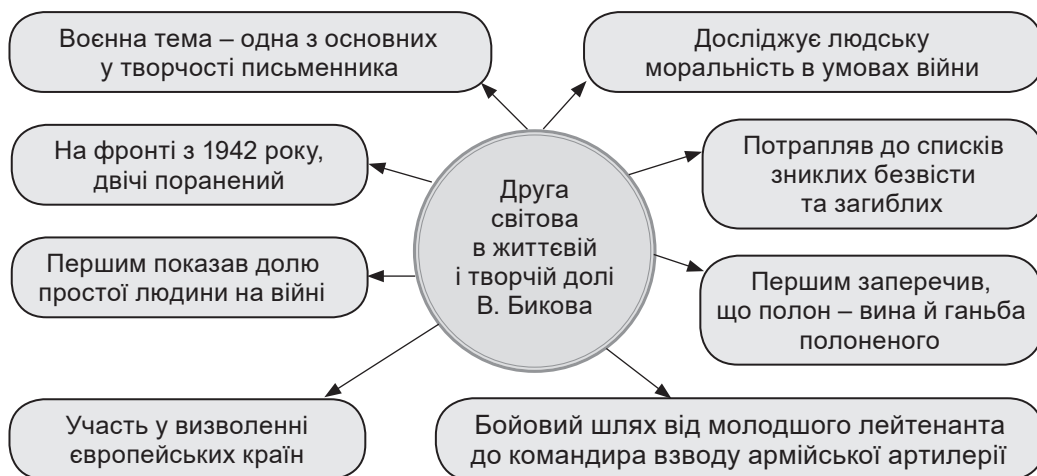 Воєнна тема – одна з основних
у творчості письменника
Досліджує людську
моральність в умовах війни
На фронті з 1942 року,
двічі поранений
Потрапляв до списків
зниклих безвісти
та загиблих
Друга
світова
в життєвій
і творчій долі
В. Бикова
Першим показав долю
простої людини на війні
Першим заперечив,
що полон – вина й ганьба
полоненого
Участь у визволенні
європейських країн
Бойовий шлях від молодшого лейтенанта
до командира взводу армійської артилерії